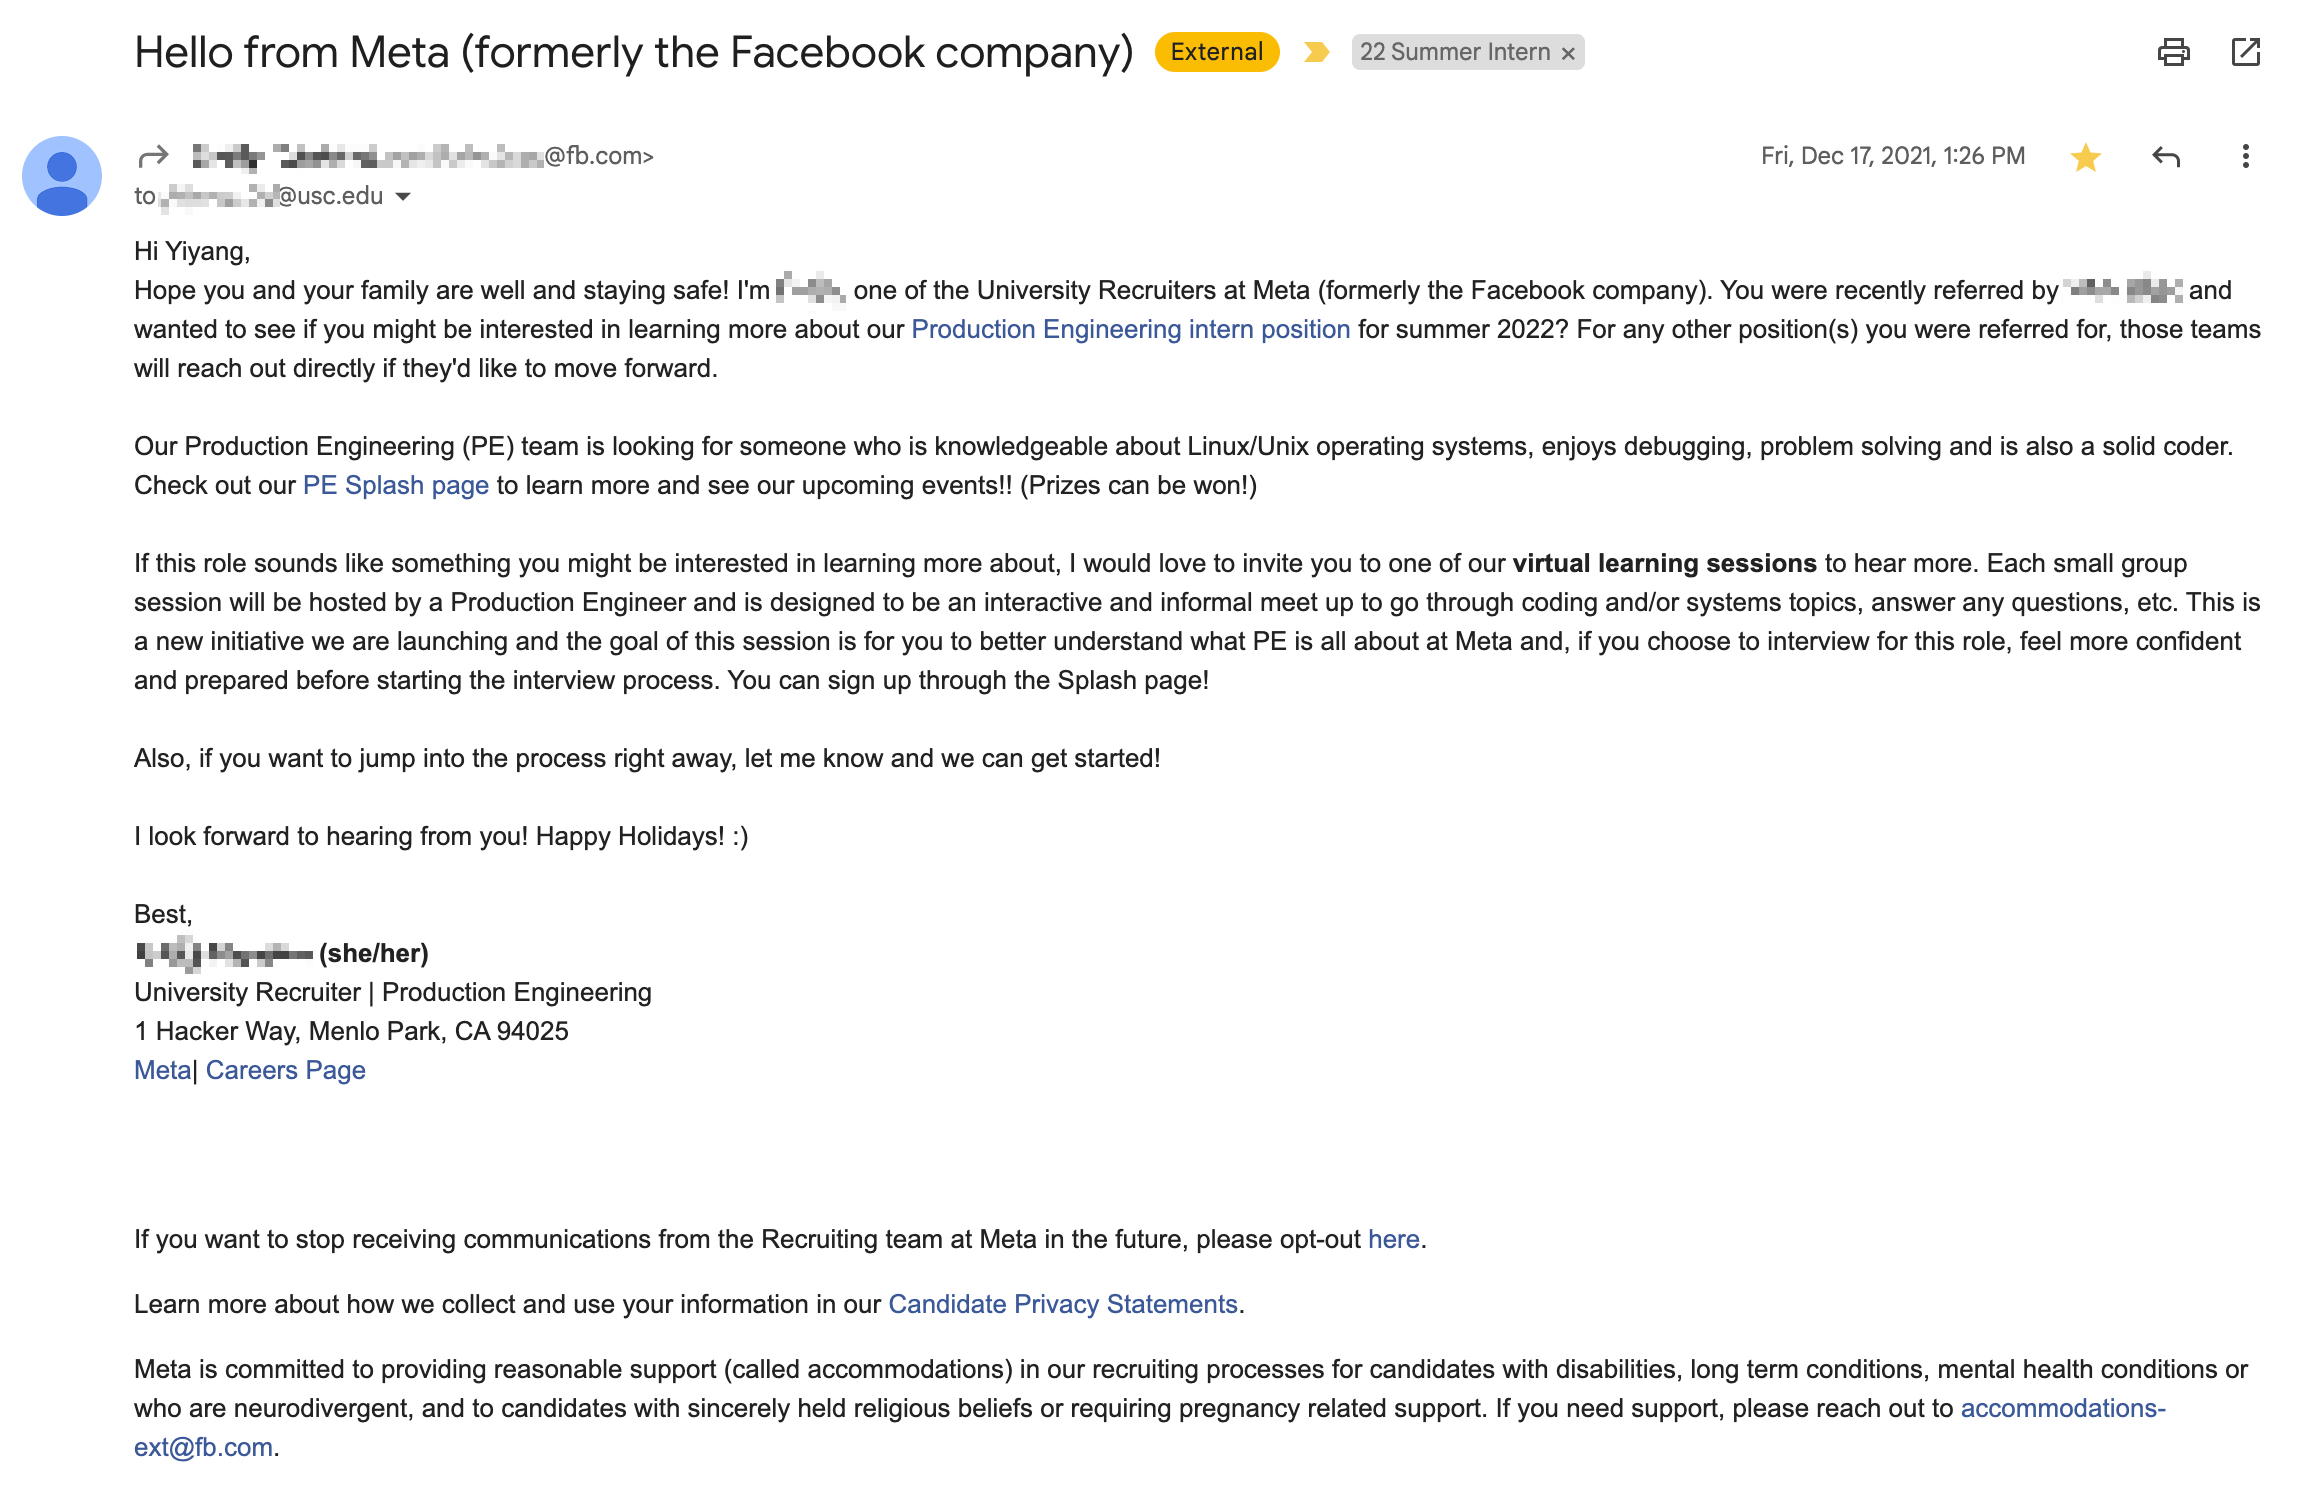 Hello from Meta (formerly the Facebook company) External 22 Summer Intern ×
@fb.com> Fri, Dec 17, 2021, 1:26 PM
to @usc.edu
Hi Yiyang,
Hope you and your family are well and staying safe! I'm one of the University Recruiters at Meta (formerly the Facebook company). You were recently referred by and
wanted to see if you might be interested in learning more about our Production Engineering intern position for summer 2022? For any other position(s) you were referred for, those teams
will reach out directly if they'd like to move forward.
Our Production Engineering (PE) team is looking for someone who is knowledgeable about Linux/Unix operating systems, enjoys debugging, problem solving and is also a solid coder.
Check out our PE Splash page to learn more and see our upcoming events!! (Prizes can be won!)
If this role sounds like something you might be interested in learning more about, I would love to invite you to one of our virtual learning sessions to hear more. Each small group
session will be hosted by a Production Engineer and is designed to be an interactive and informal meet up to go through coding and/or systems topics, answer any questions, etc. This is
a new initiative we are launching and the goal of this session is for you to better understand what PE is all about at Meta and, if you choose to interview for this role, feel more confident
and prepared before starting the interview process. You can sign up through the Splash page!
Also, if you want to jump into the process right away, let me know and we can get started!
I look forward to hearing from you! Happy Holidays! :)
Best,
(she/her)
University Recruiter | Production Engineering
1 Hacker Way, Menlo Park, CA 94025
Meta| Careers Page
If you want to stop receiving communications from the Recruiting team at Meta in the future, please opt-out here.
Learn more about how we collect and use your information in our Candidate Privacy Statements.
Meta is committed to providing reasonable support (called accommodations) in our recruiting processes for candidates with disabilities, long term conditions, mental health conditions or
who are neurodivergent, and to candidates with sincerely held religious beliefs or requiring pregnancy related support. If you need support, please reach out to accommodations-
ext@fb.com.